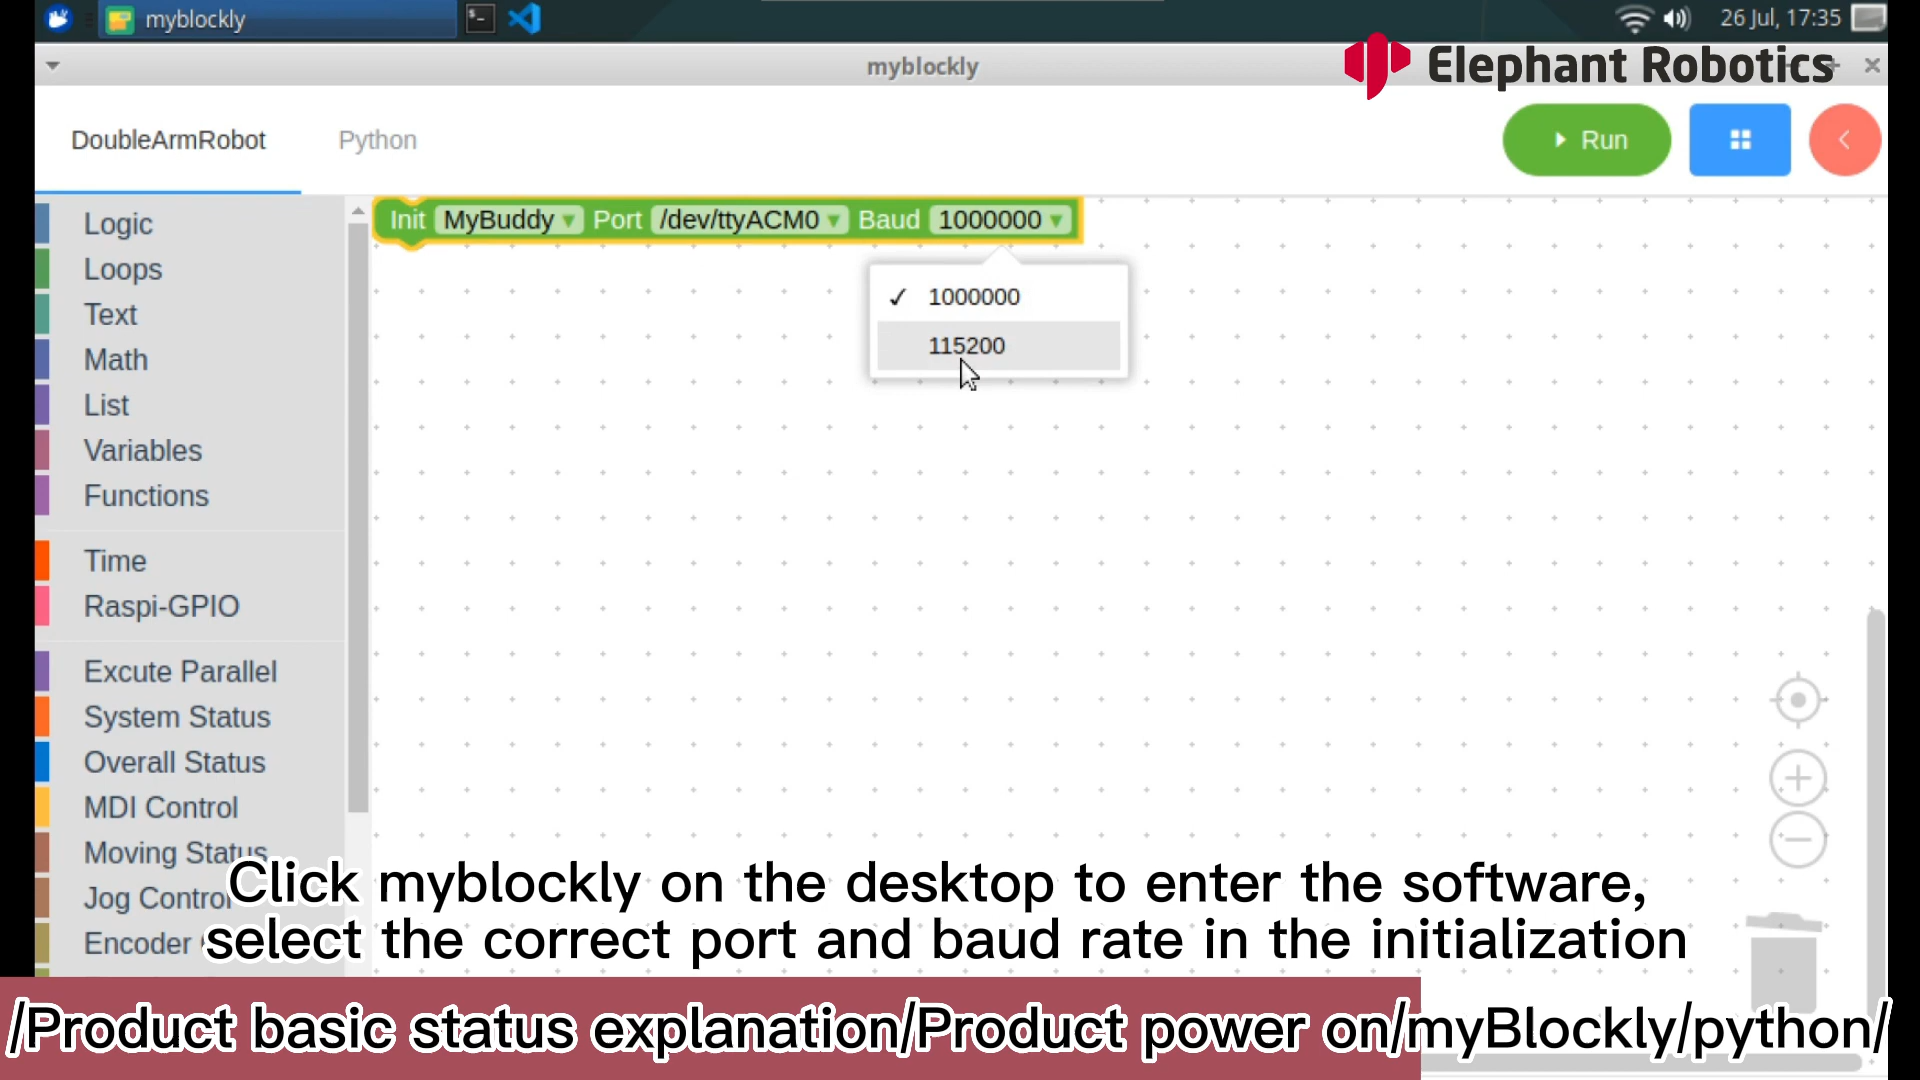 myblockly
26 Jul, 17:35
myblockly
Elephant Robotics
DoubleArmRobot
Python
Run
Init MyBuddy Port /dev/ttyACM0 Baud 1000000
✓ 1000000
115200
Logic
Loops
Text
Math
List
Variables
Functions
Time
Raspi-GPIO
Excute Parallel
System Status
Overall Status
MDI Control
Moving Status
Jog Control
Encoder
Click myblockly on the desktop to enter the software,
select the correct port and baud rate in the initialization
/Product basic status explanation/Product power on/myBlockly/python/